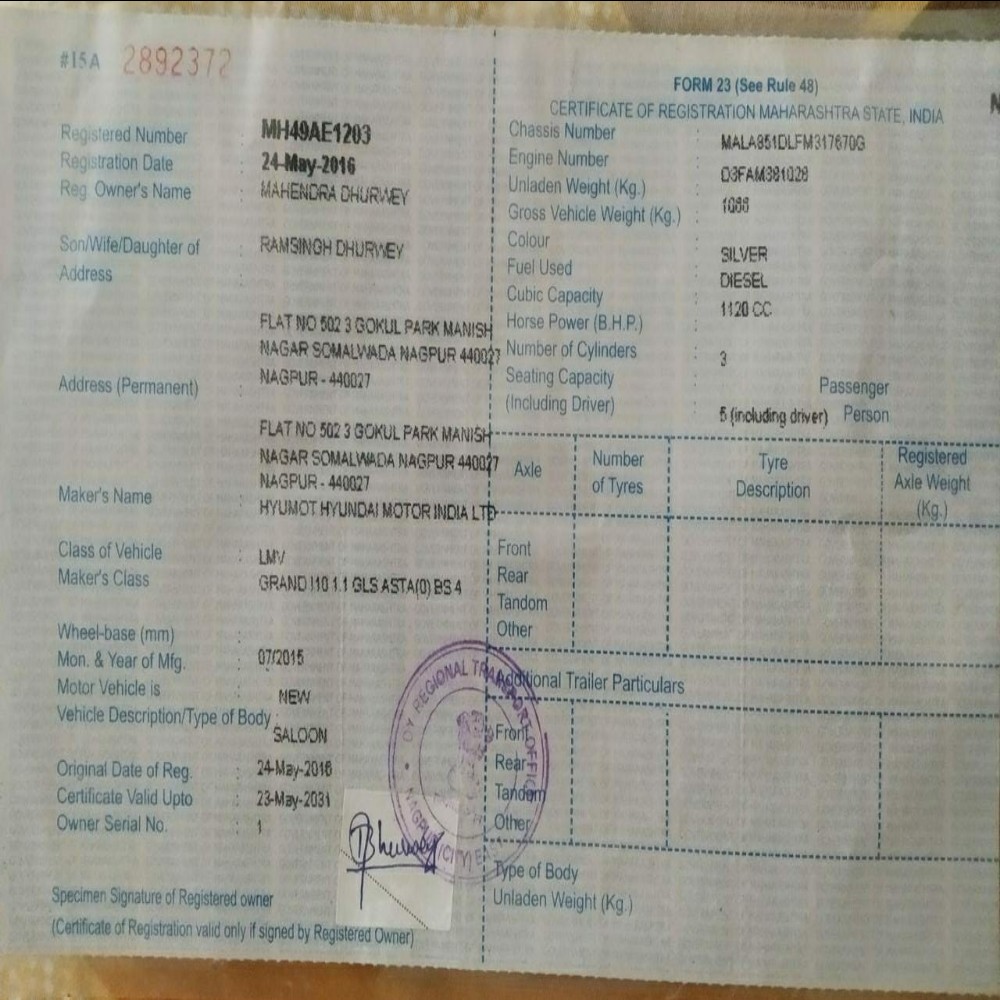 #15A 2892372
Registered Number : MH49AE1203
Registration Date : 24-May-2016
Reg. Owner's Name : MAHENDRA DHURWEY
Son/Wife/Daughter of : RAMSINGH DHURWEY
Address :
FLAT NO 502 3 GOKUL PARK MANISH
NAGAR SOMALWADA NAGPUR 440027
NAGPUR - 440027
Address (Permanent) :
FLAT NO 502 3 GOKUL PARK MANISH
NAGAR SOMALWADA NAGPUR 440027
NAGPUR - 440027
Maker's Name : HYUMOT HYUNDAI MOTOR INDIA LTD
Class of Vehicle : LMV
Maker's Class : GRAND I10 1.1 GLS ASTA(O) BS 4
Wheel-base (mm) :
Mon. & Year of Mfg. : 07/2015
Motor Vehicle is : NEW
Vehicle Description/Type of Body : SALOON
Original Date of Reg. : 24-May-2016
Certificate Valid Upto : 23-May-2031
Owner Serial No. : 1
Specimen Signature of Registered owner
(Certificate of Registration valid only if signed by Registered Owner)
FORM 23 (See Rule 48)
CERTIFICATE OF REGISTRATION MAHARASHTRA STATE, INDIA
Chassis Number : MALA851DLFM317670G
Engine Number : D3FAM381028
Unladen Weight (Kg.) : 1066
Gross Vehicle Weight (Kg.) :
Colour : SILVER
Fuel Used : DIESEL
Cubic Capacity : 1120 CC
Horse Power (B.H.P.) :
Number of Cylinders : 3
Seating Capacity Passenger
(Including Driver) : 5 (including driver) Person
Axle Number of Tyres Tyre Description Registered Axle Weight (Kg.)
Front
Rear
Tandom
Other
Additional Trailer Particulars
Front
Rear
Tandom
Other
Type of Body
Unladen Weight (Kg.)
DY REGIONAL TRANSPORT OFFICE
NAGPUR (CITY) EAST